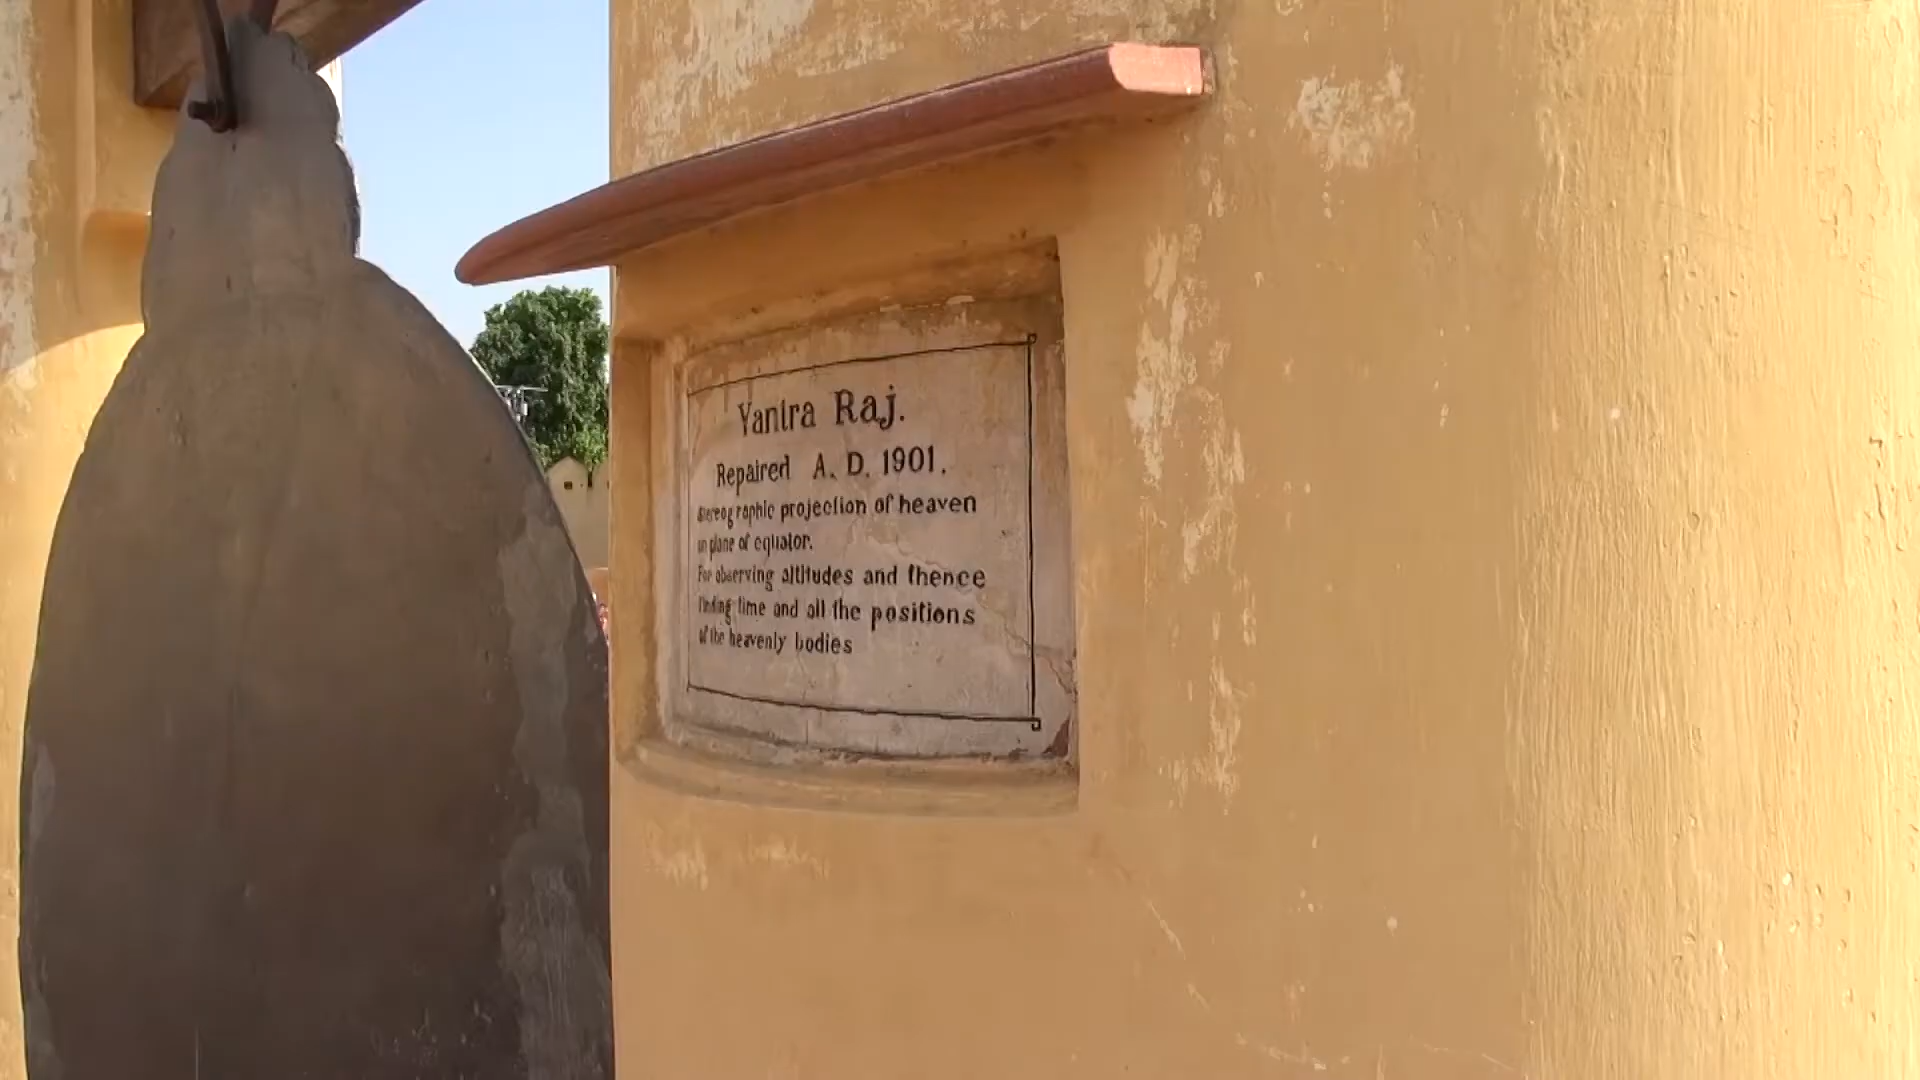 Yantra Raj.
Repaired A. D. 1901.
Stereographic projection of heaven
on plane of equator.
For observing altitudes and thence
finding time and all the positions
of the heavenly bodies